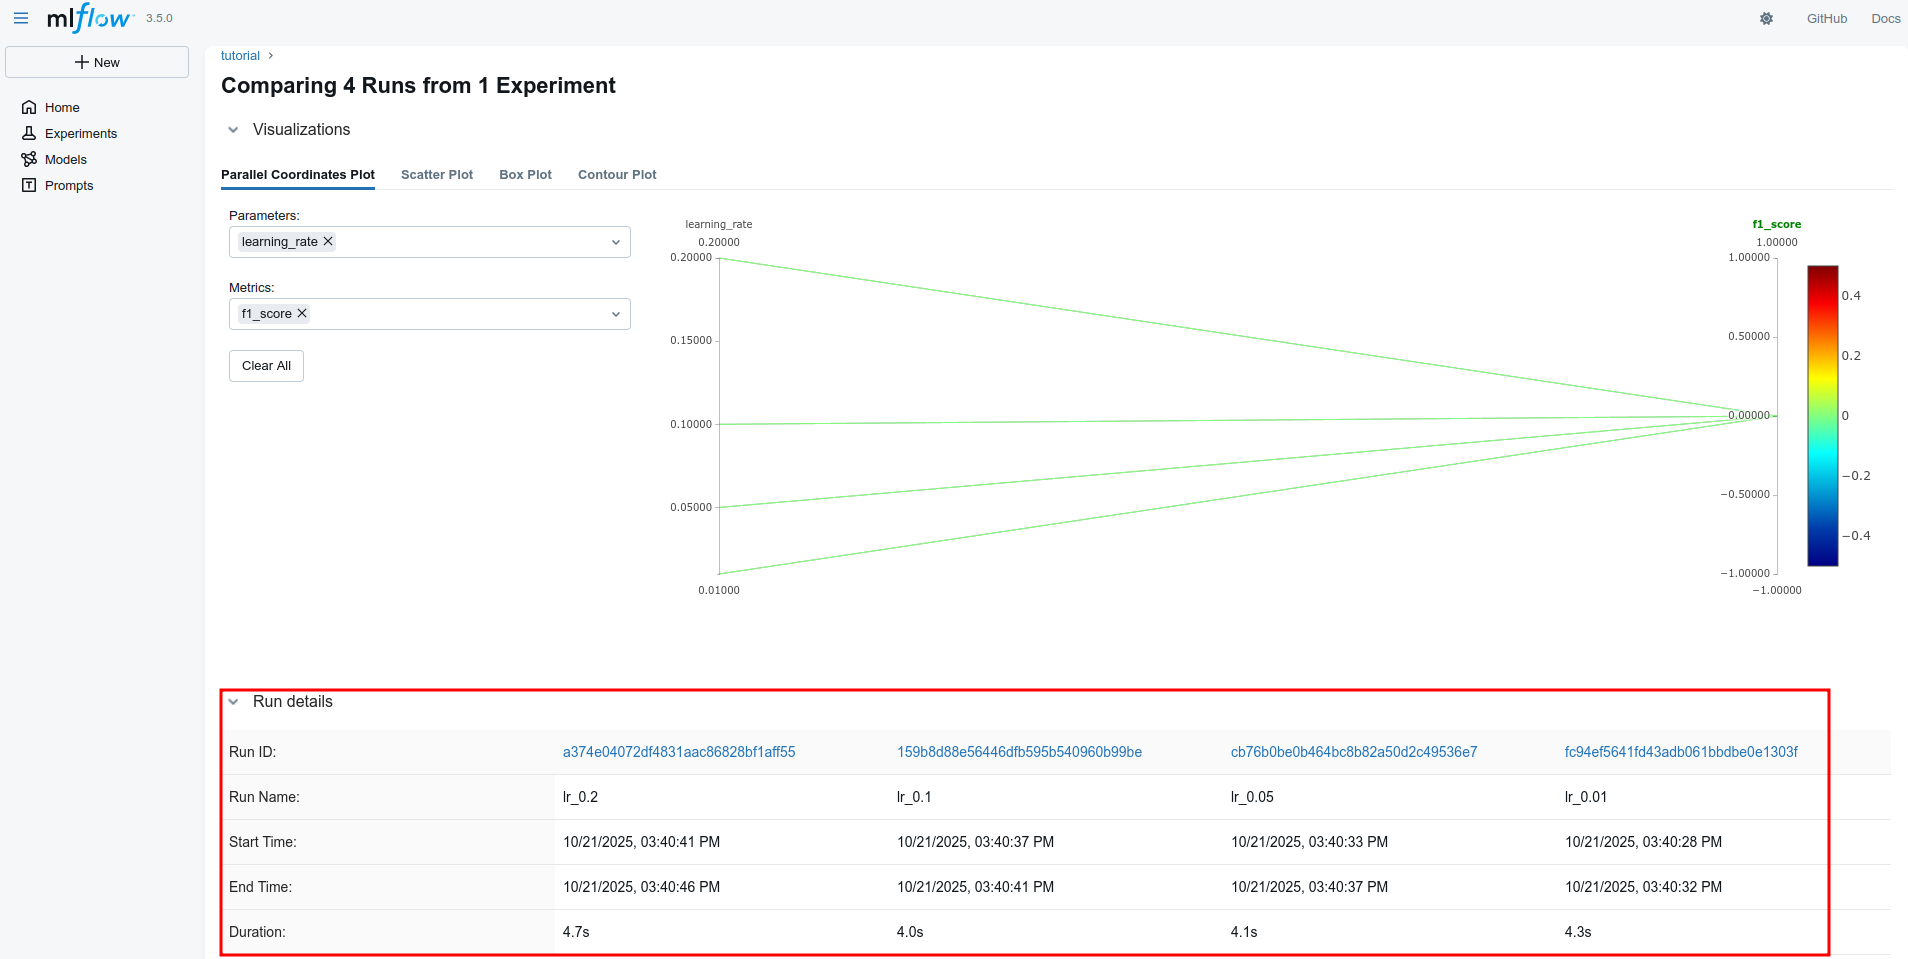 mlflow 3.5.0
GitHub Docs
New
Home
Experiments
Models
Prompts
tutorial
Comparing 4 Runs from 1 Experiment
Visualizations
Parallel Coordinates Plot Scatter Plot Box Plot Contour Plot
Parameters:
learning_rate
Metrics:
f1_score
Clear All
learning_rate
0.20000
0.20000
0.15000
0.10000
0.05000
0.01000
f1_score
1.00000
1.00000
0.50000
0.00000
−0.50000
−1.00000
−1.00000
0.4
0.2
0
−0.2
−0.4
Run details
Run ID: a374e04072df4831aac86828bf1aff55 159b8d88e56446dfb595b540960b99be cb76b0be0b464bc8b82a50d2c49536e7 fc94ef5641fd43adb061bbdbe0e1303f
Run Name: lr_0.2 lr_0.1 lr_0.05 lr_0.01
Start Time: 10/21/2025, 03:40:41 PM 10/21/2025, 03:40:37 PM 10/21/2025, 03:40:33 PM 10/21/2025, 03:40:28 PM
End Time: 10/21/2025, 03:40:46 PM 10/21/2025, 03:40:41 PM 10/21/2025, 03:40:37 PM 10/21/2025, 03:40:32 PM
Duration: 4.7s 4.0s 4.1s 4.3s